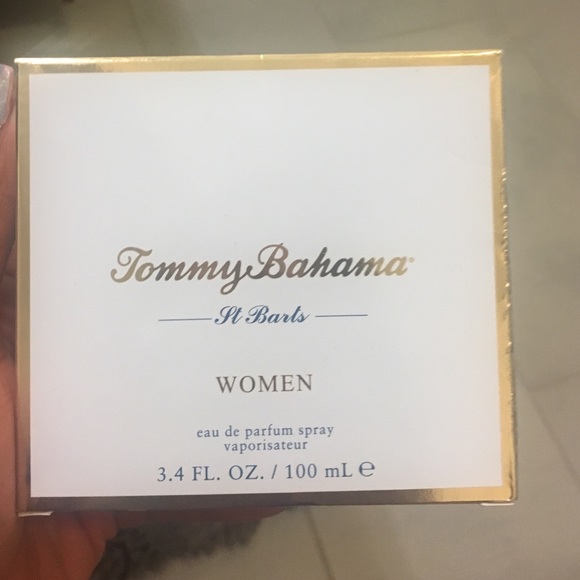 Tommy Bahama
St Barts
WOMEN
eau de parfum spray
vaporisateur
3.4 FL. OZ. / 100 mL ℮